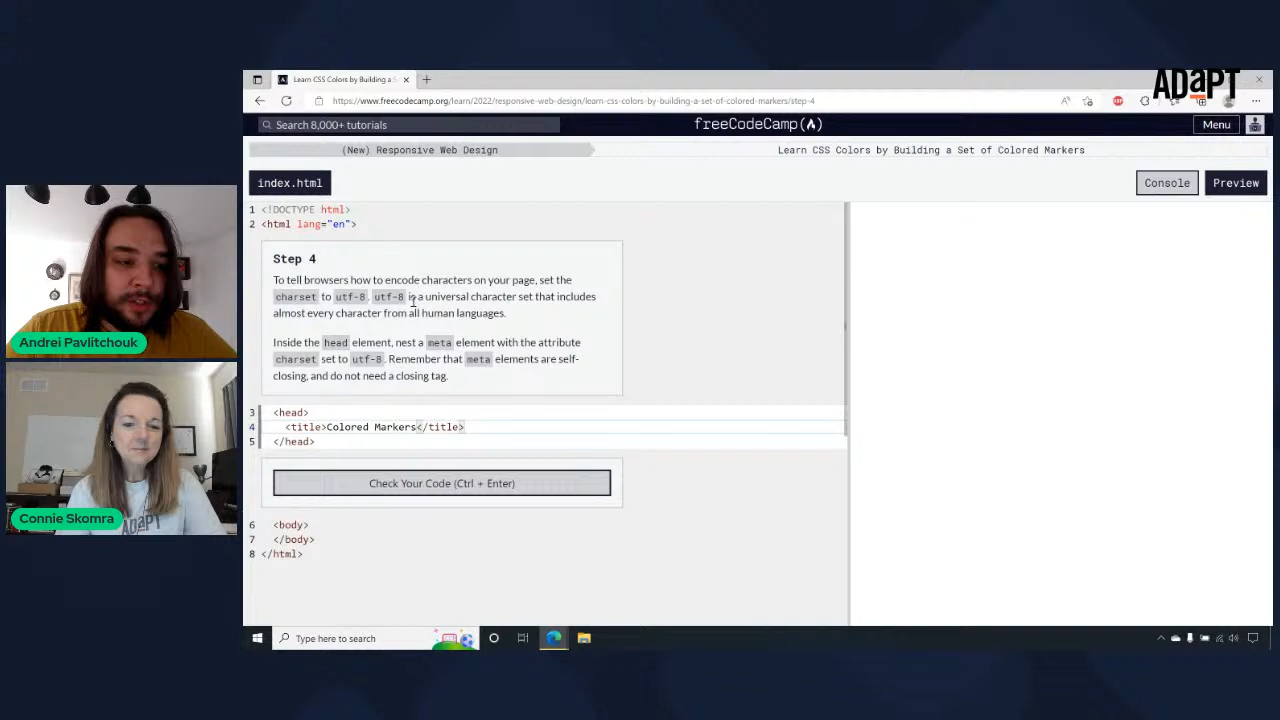 ADaPT
Learn CSS Colors by Building a S
https://www.freecodecamp.org/learn/2022/responsive-web-design/learn-css-colors-by-building-a-set-of-colored-markers/step-4
Search 8,000+ tutorials
freeCodeCamp
Menu
(New) Responsive Web Design
Learn CSS Colors by Building a Set of Colored Markers
index.html
Console
Preview
1 <!DOCTYPE html>
2 <html lang="en">
Step 4
To tell browsers how to encode characters on your page, set the
charset to utf-8. utf-8 is a universal character set that includes
almost every character from all human languages.
Inside the head element, nest a meta element with the attribute
charset set to utf-8. Remember that meta elements are self-
closing, and do not need a closing tag.
3 <head>
4 <title>Colored Markers</title>
5 </head>
Check Your Code (Ctrl + Enter)
6 <body>
7 </body>
8 </html>
Type here to search
Andrei Pavlitchouk
Connie Skomra
ADAPT